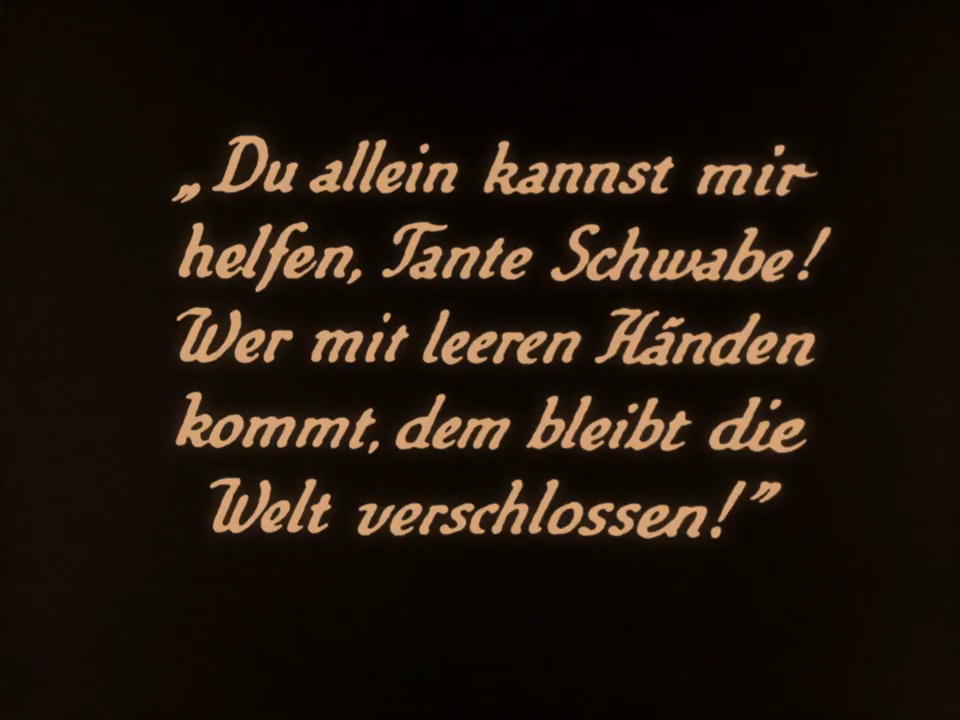 „Du allein kannst mir
helfen, Tante Schwabe!
Wer mit leeren Händen
kommt, dem bleibt die
Welt verschlossen!”